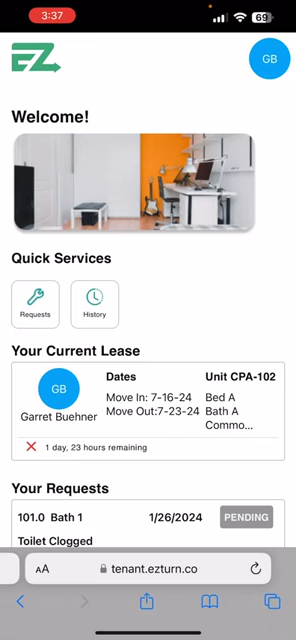 3:37
69
EZ
GB
Welcome!
Quick Services
Requests
History
Your Current Lease
GB
Garret Buehner
Dates
Move In: 7-16-24
Move Out:7-23-24
Unit CPA-102
Bed A
Bath A
Commo...
1 day, 23 hours remaining
Your Requests
101.0 Bath 1
1/26/2024
PENDING
Toilet Clogged
AA
tenant.ezturn.co